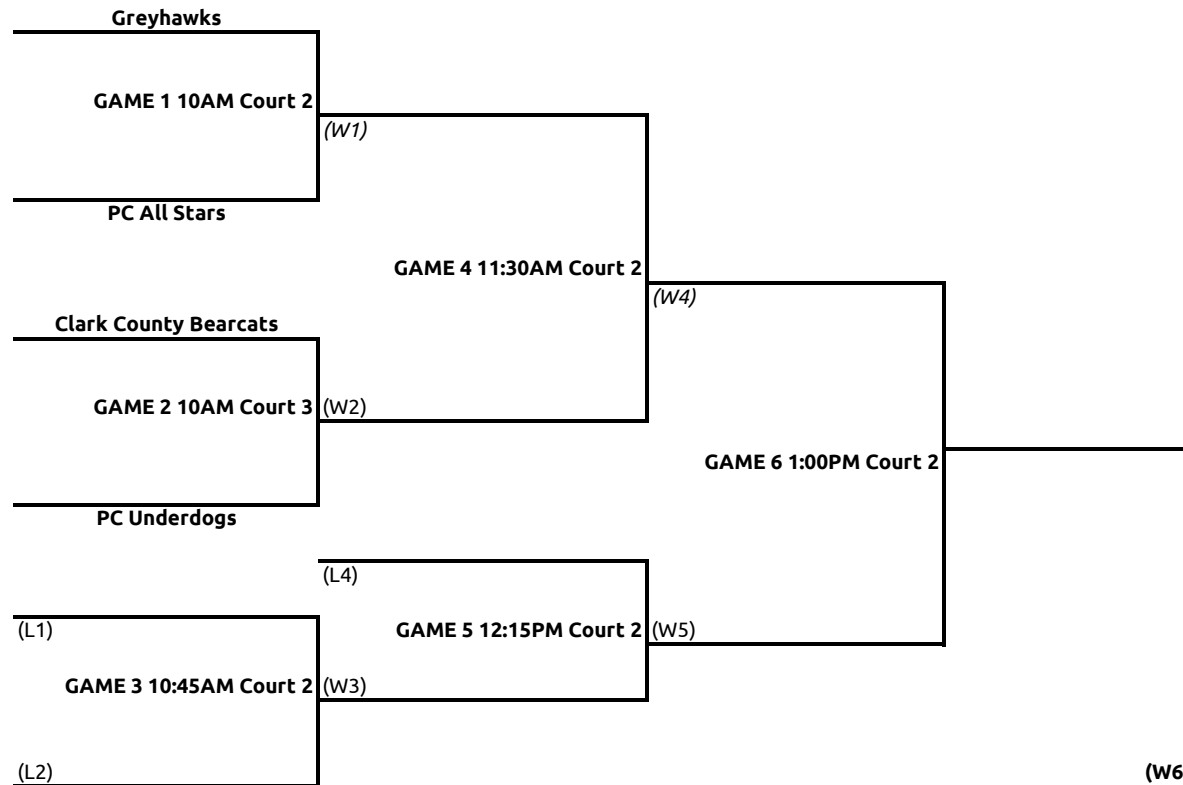 Greyhawks
GAME 1 10AM Court 2
(W1)
PC All Stars
GAME 4 11:30AM Court 2
(W4)
Clark County Bearcats
GAME 2 10AM Court 3
(W2)
GAME 6 1:00PM Court 2
PC Underdogs
(L4)
(L1)
GAME 5 12:15PM Court 2
(W5)
GAME 3 10:45AM Court 2
(W3)
(L2)
(W6